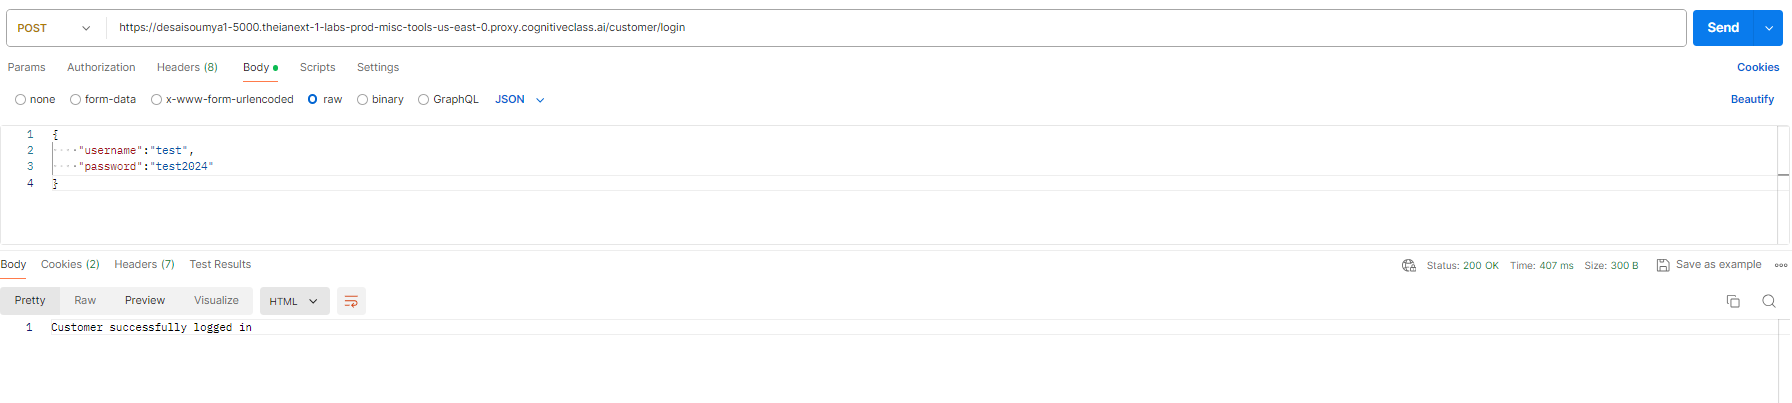 POST https://desaisoumya1-5000.theianext-1-labs-prod-misc-tools-us-east-0.proxy.cognitiveclass.ai/customer/login Send
Params Authorization Headers (8) Body Scripts Settings Cookies
none form-data x-www-form-urlencoded raw binary GraphQL JSON Beautify
1 {
2 "username":"test",
3 "password":"test2024"
4 }
Body Cookies (2) Headers (7) Test Results Status: 200 OK Time: 407 ms Size: 300 B Save as example
Pretty Raw Preview Visualize HTML
1 Customer successfully logged in